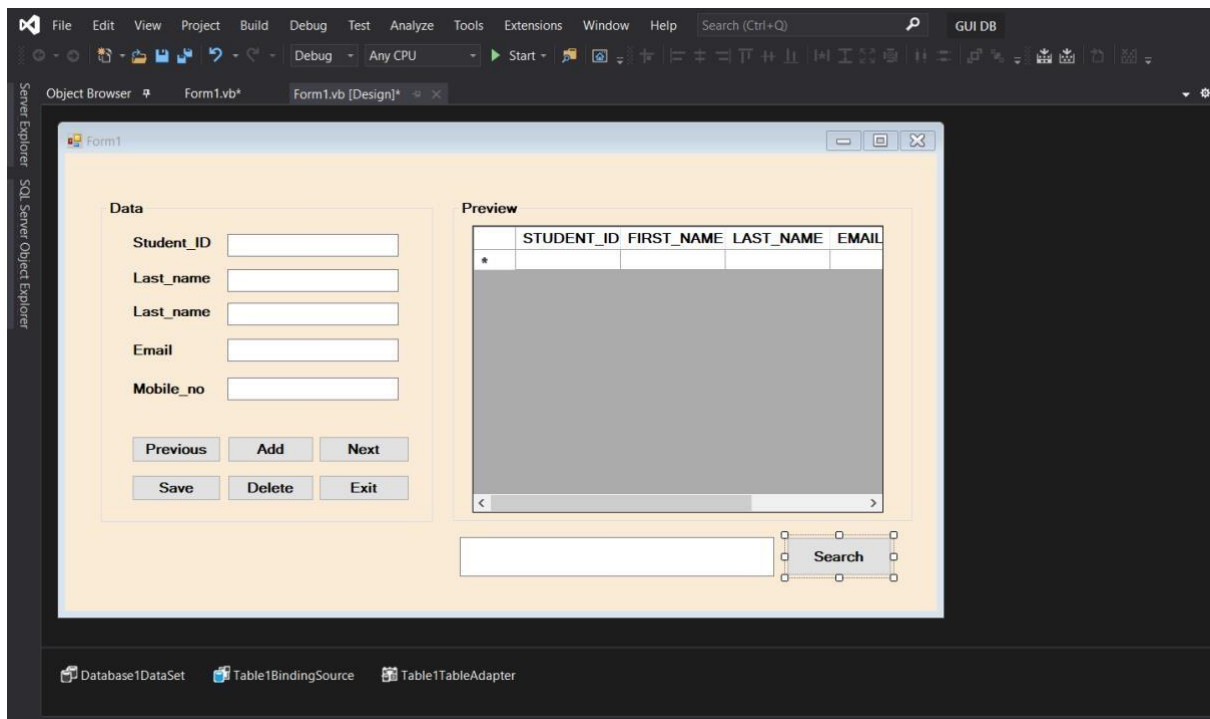 File Edit View Project Build Debug Test Analyze Tools Extensions Window Help Search (Ctrl+Q) GUI DB
Debug Any CPU Start
Server Explorer
SQL Server Object Explorer
Object Browser Form1.vb* Form1.vb [Design]*
Form1
Data
Student_ID
Last_name
Last_name
Email
Mobile_no
Previous Add Next
Save Delete Exit
Preview
STUDENT_ID FIRST_NAME LAST_NAME EMAIL
*
Search
Database1DataSet Table1BindingSource Table1TableAdapter